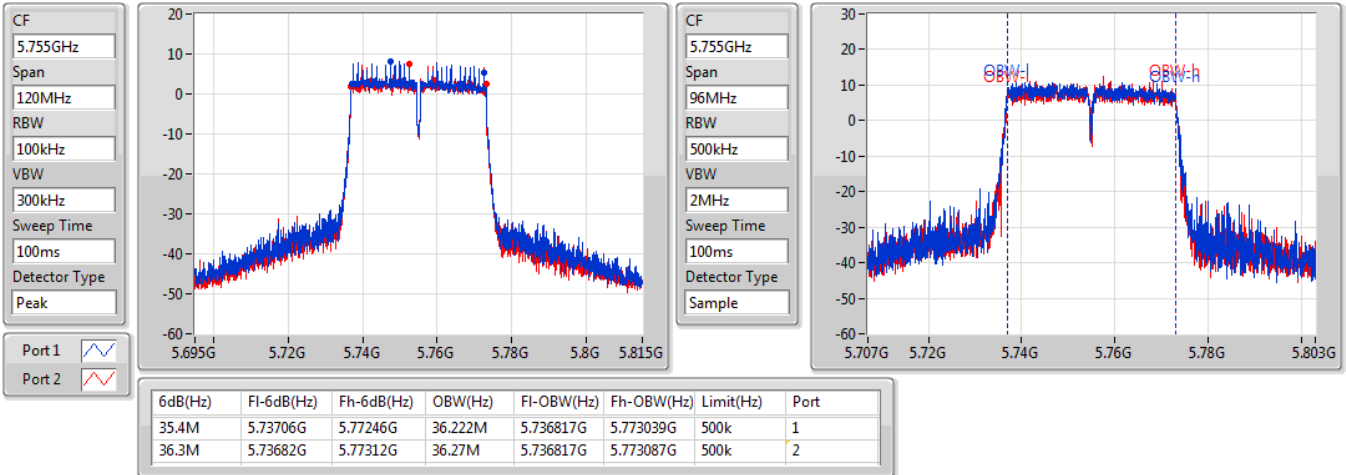 CF
5.755GHz
Span
120MHz
RBW
100kHz
VBW
300kHz
Sweep Time
100ms
Detector Type
Peak
20
10
0
-10
-20
-30
-40
-50
-60
5.695G 5.72G 5.74G 5.76G 5.78G 5.8G 5.815G
CF
5.755GHz
Span
96MHz
RBW
500kHz
VBW
2MHz
Sweep Time
100ms
Detector Type
Sample
30
20
10
0
-10
-20
-30
-40
-50
-60
OBW-l OBW-h
OBW-l OBW-h
5.707G 5.72G 5.74G 5.76G 5.78G 5.803G
Port 1
Port 2
6dB(Hz) Fl-6dB(Hz) Fh-6dB(Hz) OBW(Hz) Fl-OBW(Hz) Fh-OBW(Hz) Limit(Hz) Port
35.4M 5.73706G 5.77246G 36.222M 5.736817G 5.773039G 500k 1
36.3M 5.73682G 5.77312G 36.27M 5.736817G 5.773087G 500k 2